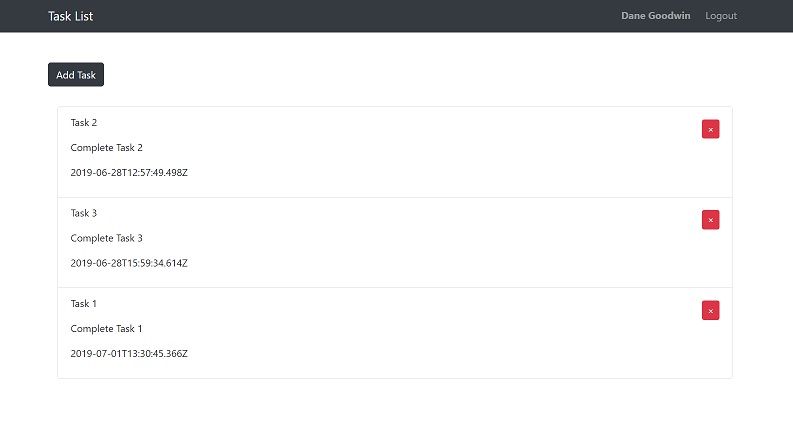 Task List
Dane Goodwin
Logout
Add Task
Task 2
×
Complete Task 2
2019-06-28T12:57:49.498Z
Task 3
×
Complete Task 3
2019-06-28T15:59:34.614Z
Task 1
×
Complete Task 1
2019-07-01T13:30:45.366Z